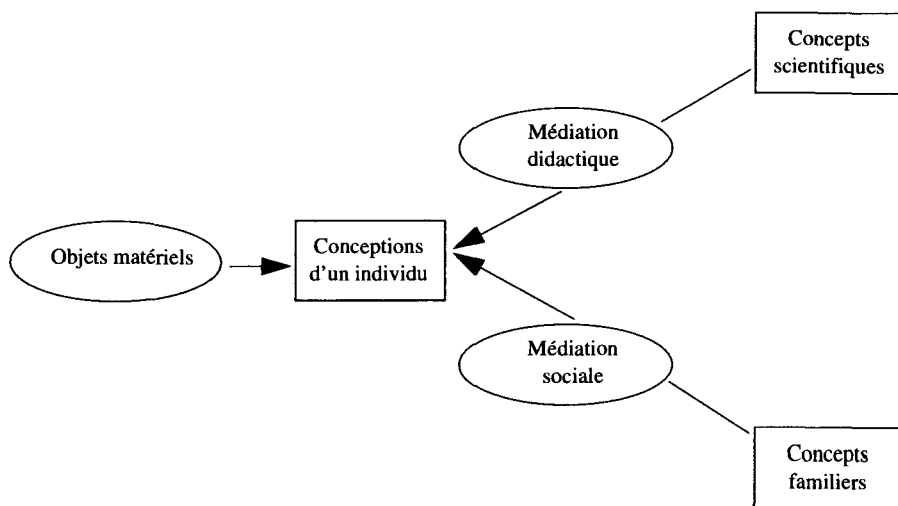 Concepts
scientifiques
Médiation
didactique
Objets matériels
Conceptions
d'un individu
Médiation
sociale
Concepts
familiers